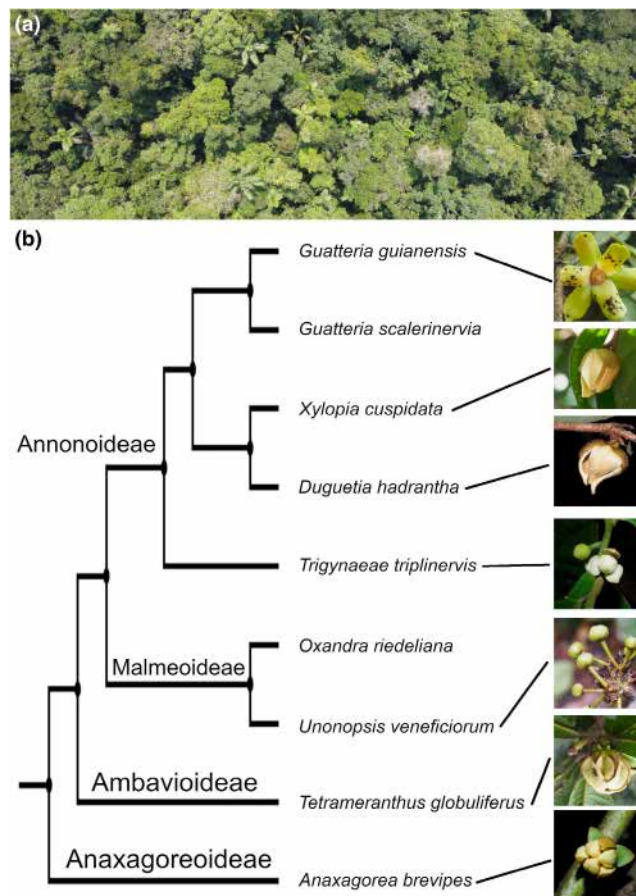 (a)
(b)
Guatteria guianensis
Guatteria scalerinervia
Xylopia cuspidata
Annonoideae
Duguetia hadrantha
Trigynaeae triplinervis
Oxandra riedeliana
Malmeoideae
Unonopsis veneficiorum
Ambavioideae
Tetrameranthus globuliferus
Anaxagoreoideae
Anaxagorea brevipes